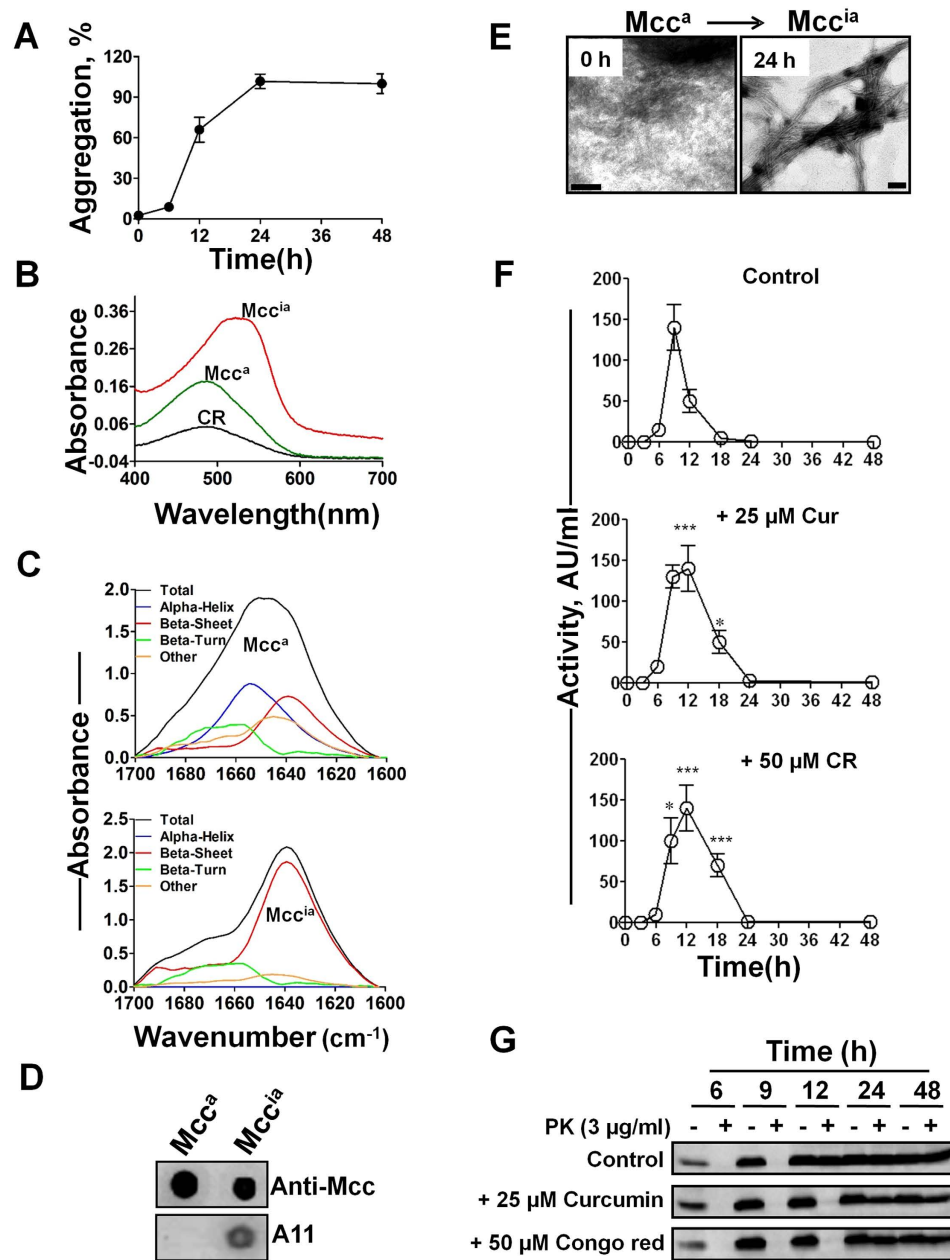 A
Aggregation, %
120
90
60
30
0
0 12 24 36 48
Time(h)
B
Absorbance
0.36
0.26
0.16
0.06
-0.04
Mccia
Mcca
CR
400 500 600 700
Wavelength(nm)
C
Absorbance
2.0
1.5
1.0
0.5
0.0
Total
Alpha-Helix
Beta-Sheet
Beta-Turn
Other
Mcca
1700 1680 1660 1640 1620 1600
2.5
2.0
1.5
1.0
0.5
0.0
Total
Alpha-Helix
Beta-Sheet
Beta-Turn
Other
Mccia
1700 1680 1660 1640 1620 1600
Wavenumber (cm-1)
D
Mcca Mccia
Anti-Mcc
A11
E
Mcca → Mccia
0 h
24 h
F
Activity, AU/ml
Control
200
150
100
50
0
0 6 12 18 24 30 36 42 48
+ 25 µM Cur
200
150
100
50
0
***
*
0 6 12 18 24 30 36 42 48
+ 50 µM CR
200
150
100
50
0
***
*
***
0 6 12 18 24 30 36 42 48
Time(h)
G
Time (h)
6 9 12 24 48
PK (3 µg/ml) - + - + - + - + - +
Control
+ 25 µM Curcumin
+ 50 µM Congo red